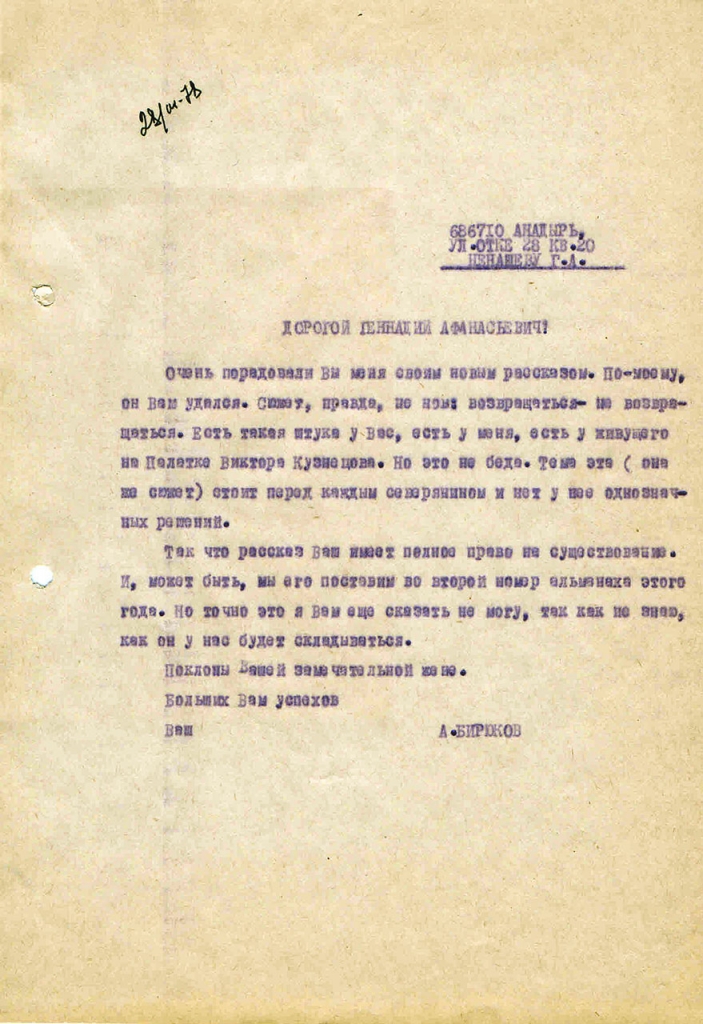 28/01-78
686710 АНАДЫРЬ,
УЛ.ОТКЕ 28 КВ.20
НЕНАШЕВУ Г.А.
ДОРОГОЙ ГЕННАДИЙ АФАНАСЬЕВИЧ!
Очень порадовали Вы меня своим новым рассказом. По-моему,
он Вам удался. Сюжет, правда, не нов: возвращаться- не возвра-
щаться. Есть такая штука у Вас, есть у меня, есть у живущего
на Палатке Виктора Кузнецова. Но это не беда. Тема эта ( она
же сюжет) стоит перед каждым северянином и нет у нее однознач-
ных решений.
Так что рассказ Ваш имеет полное право на существование.
И, может быть, мы его поставим во второй номер альманаха этого
года. Но точно это я Вам еще сказать не могу, так как не знаю,
как он у нас будет складываться.
Поклоны Вашей замечательной жене.
Больших Вам успехов
Ваш А.БИРЮКОВ